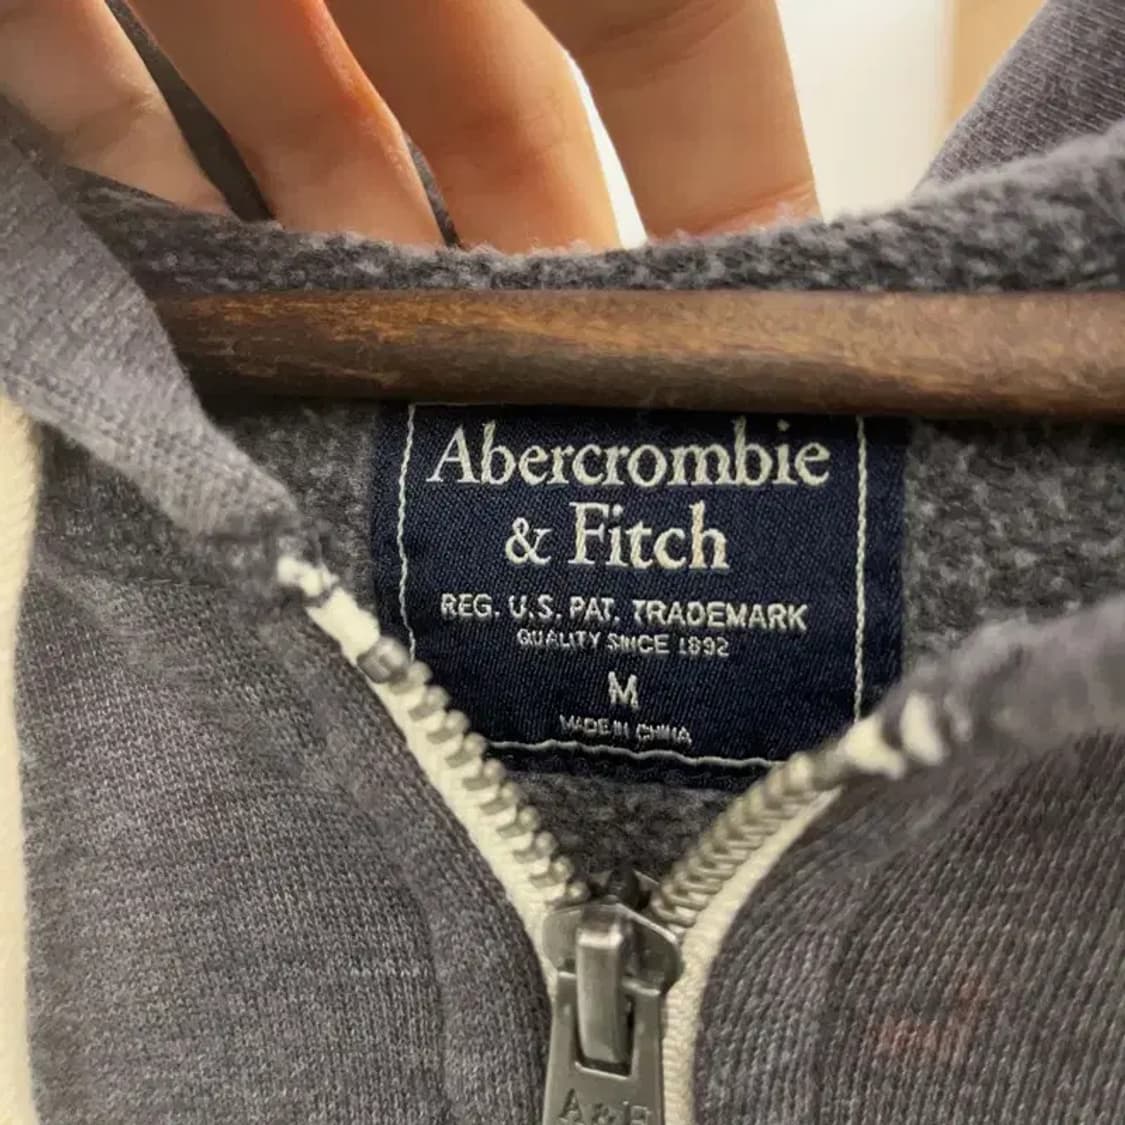 Abercrombie
& Fitch
REG. U.S. PAT. TRADEMARK
QUALITY SINCE 1892
M
MADE IN CHINA
A&F